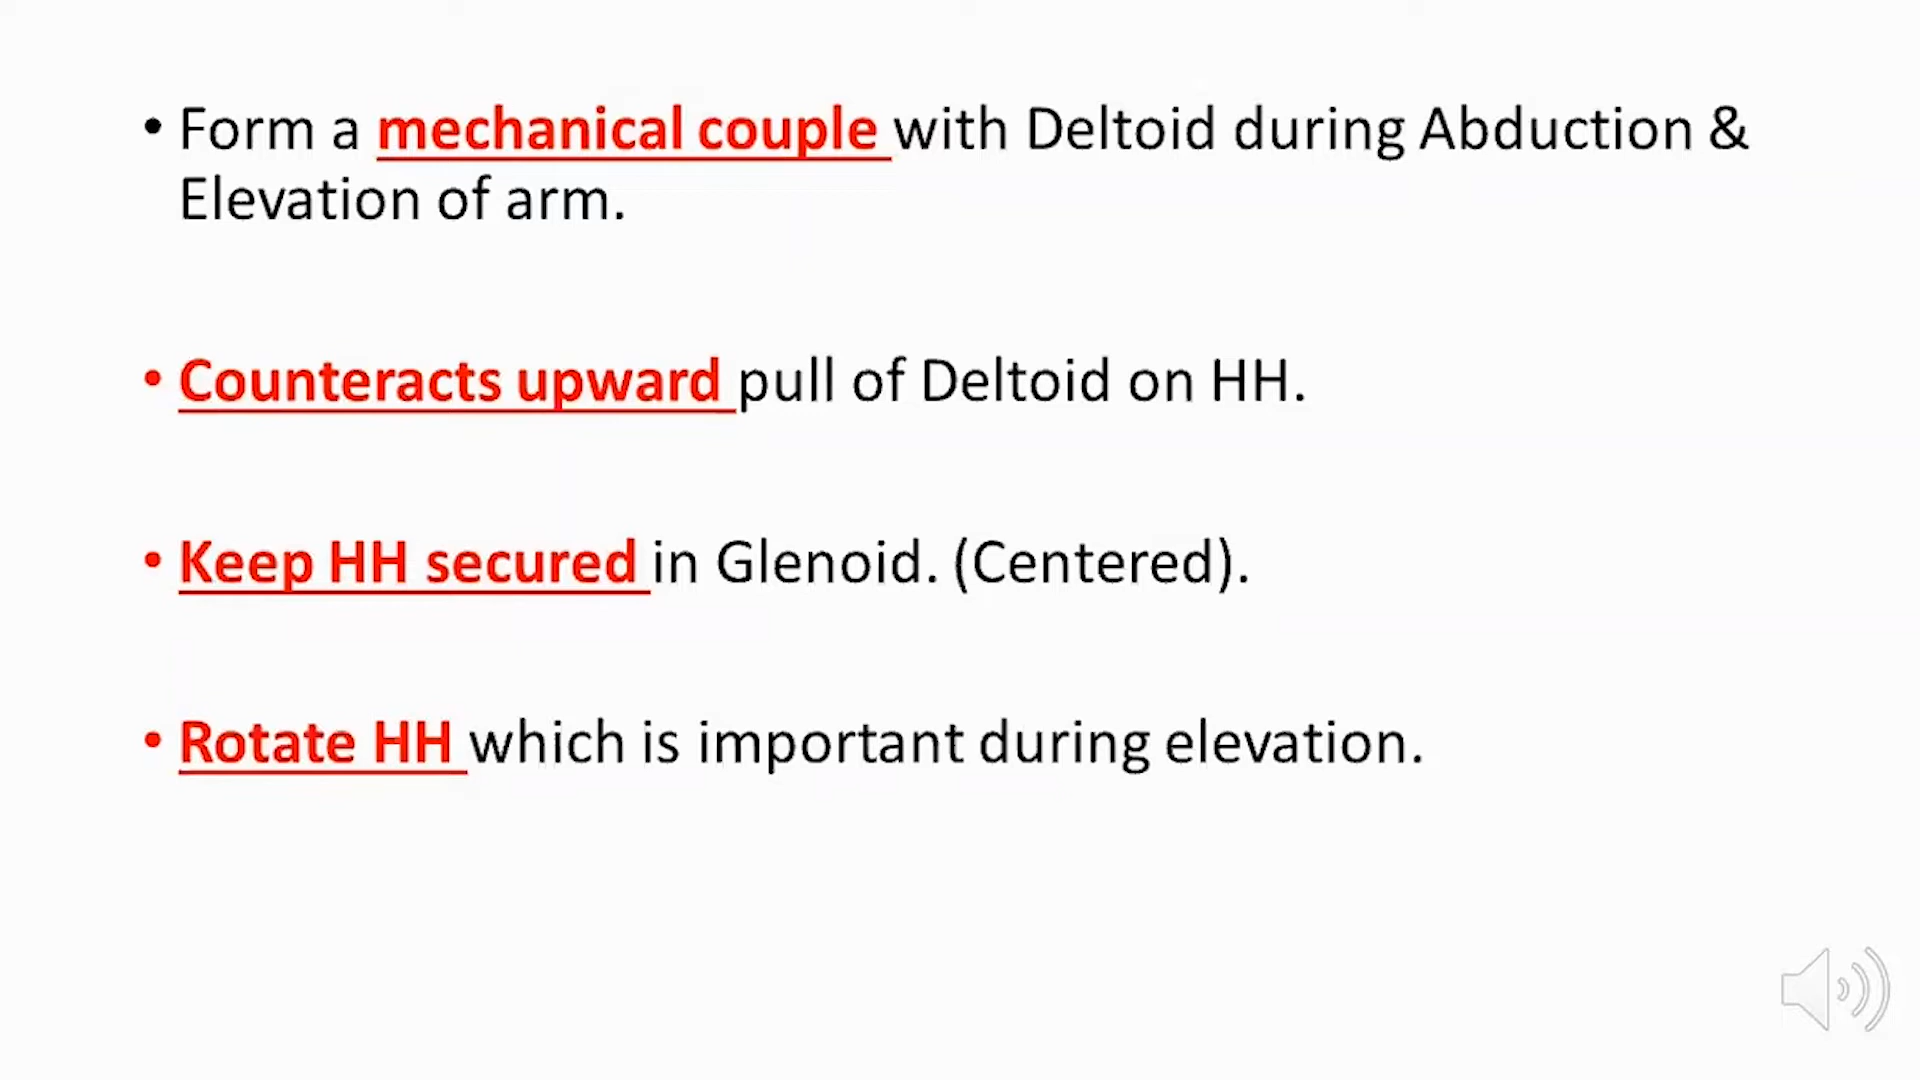 • Form a mechanical couple with Deltoid during Abduction &
Elevation of arm.
• Counteracts upward pull of Deltoid on HH.
• Keep HH secured in Glenoid. (Centered).
• Rotate HH which is important during elevation.